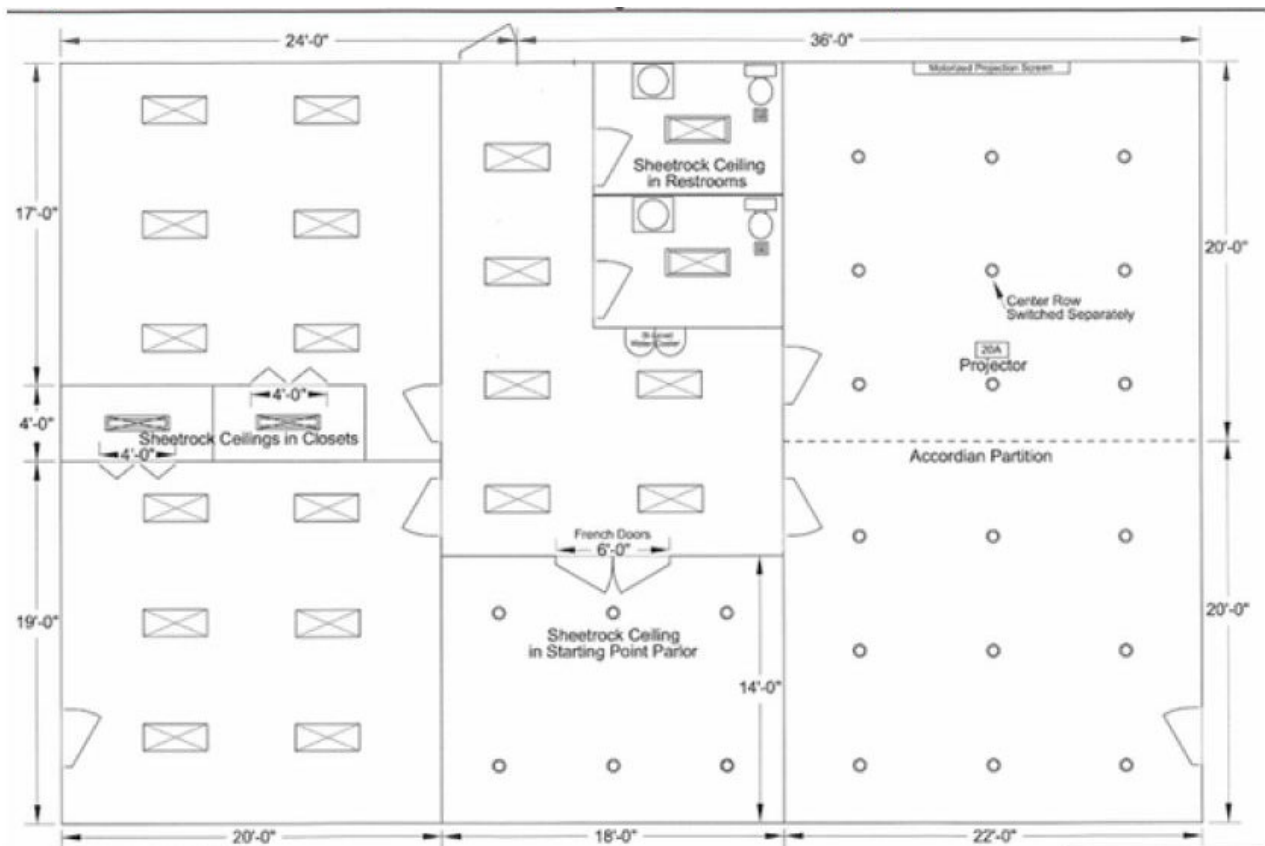 24'-0"
36'-0"
Motorized Projection Screen
Sheetrock Ceiling
in Restrooms
17'-0"
20'-0"
Center Row
Switched Separately
20A
Projector
4'-0"
4'-0"
Sheetrock Ceilings in Closets
4'-0"
Accordian Partition
French Doors
6'-0"
19'-0"
20'-0"
Sheetrock Ceiling
in Starting Point Parlor
14'-0"
20'-0"
18'-0"
22'-0"